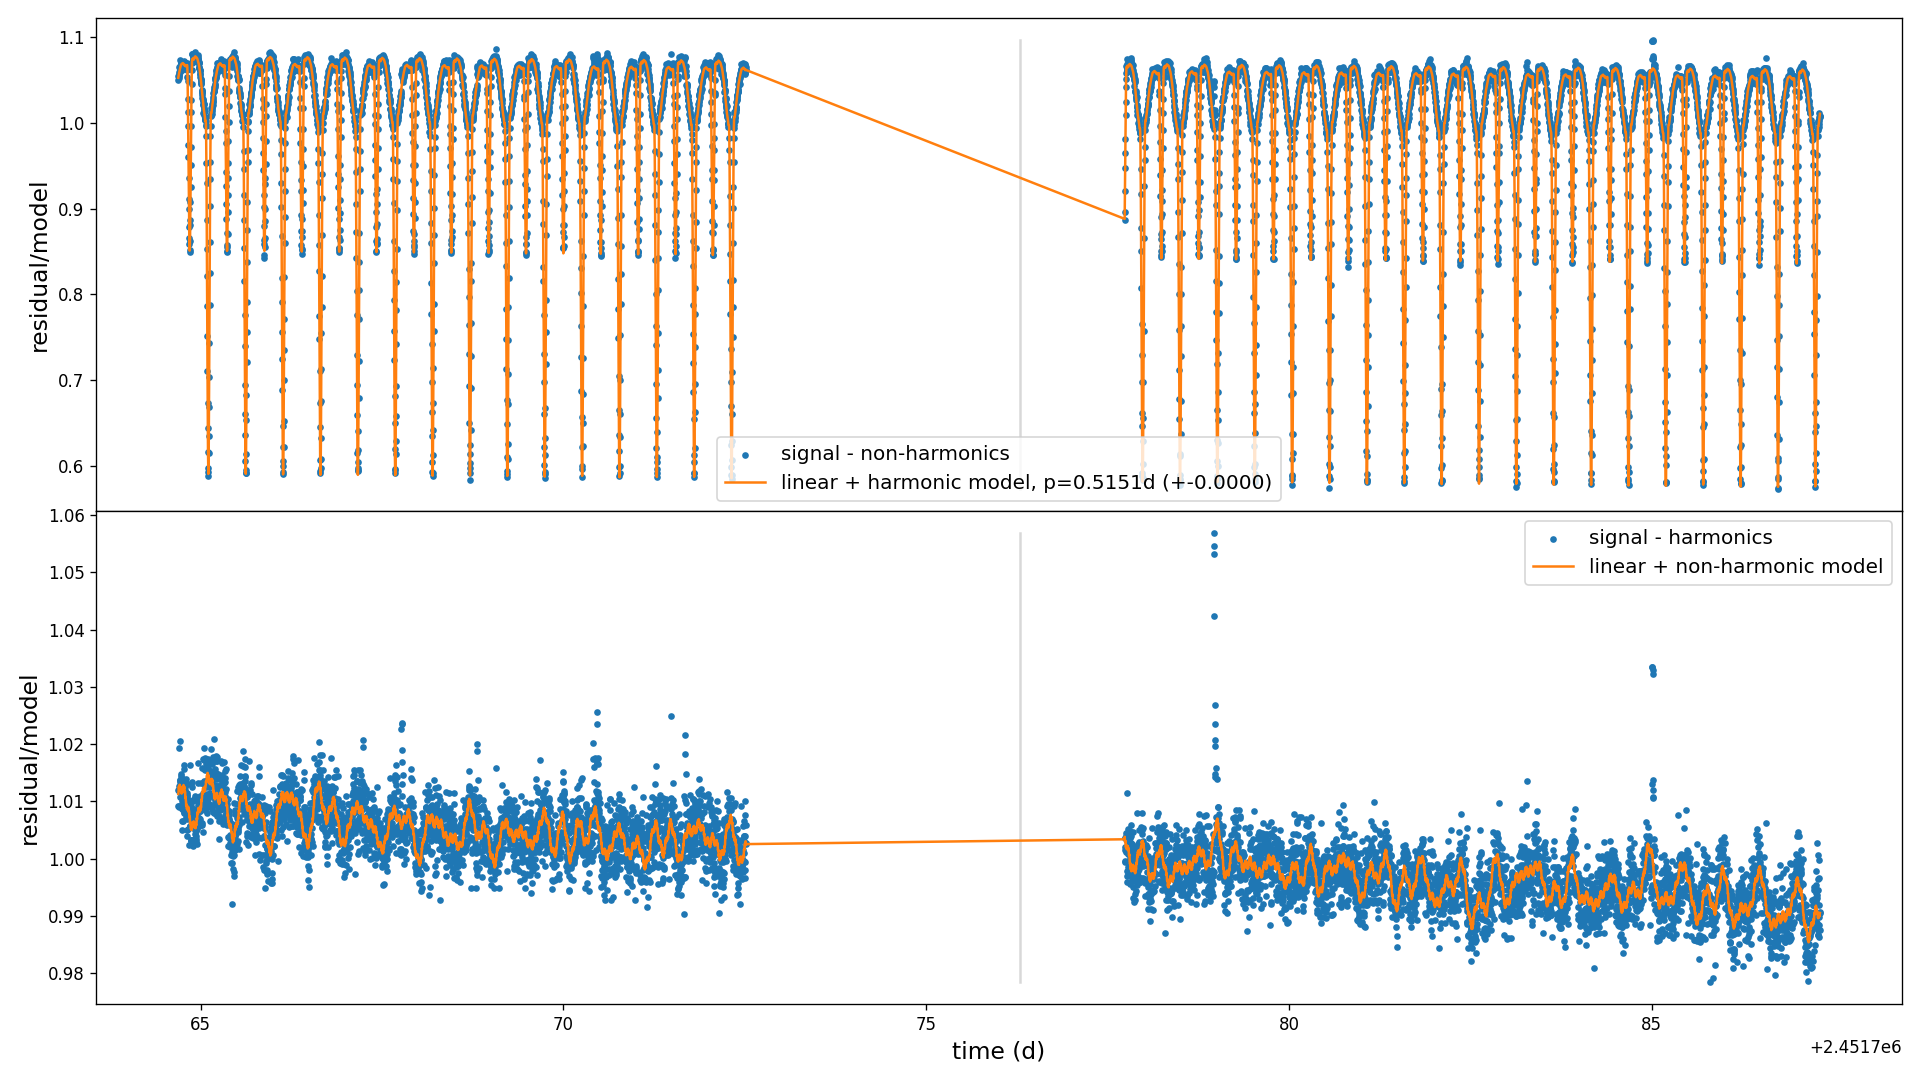 1.1
1.0
0.9
0.8
0.7
0.6
residual/model
signal - non-harmonics
linear + harmonic model, p=0.5151d (+-0.0000)
1.06
1.05
1.04
1.03
1.02
1.01
1.00
0.99
0.98
residual/model
signal - harmonics
linear + non-harmonic model
65
70
75
80
85
time (d)
+2.4517e6